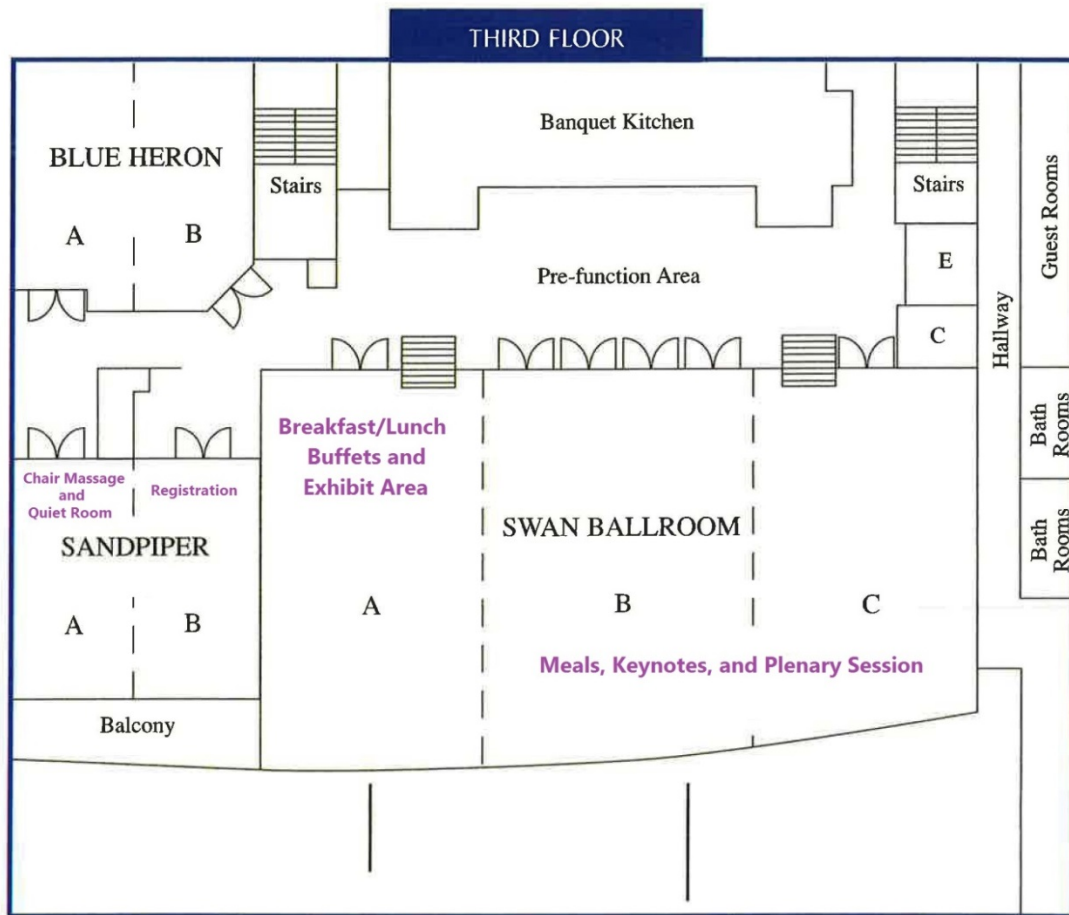 THIRD FLOOR
Banquet Kitchen
BLUE HERON
Stairs
Stairs
A
B
Guest Rooms
E
Pre-function Area
Hallway
C
Bath
Rooms
Breakfast/Lunch
Buffets and
Exhibit Area
Chair Massage
and
Quiet Room
Registration
SWAN BALLROOM
Bath
Rooms
SANDPIPER
A
B
A
B
C
Meals, Keynotes, and Plenary Session
Balcony